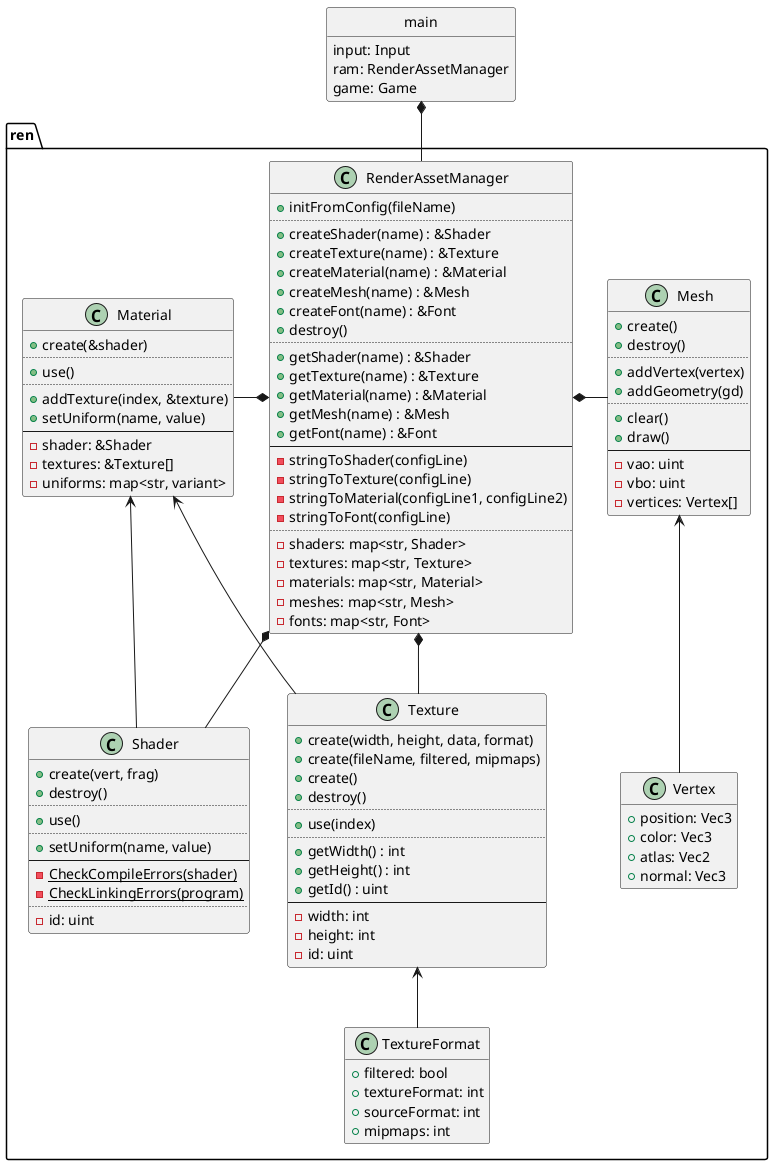 main
input: Input
ram: RenderAssetManager
game: Game
ren
C RenderAssetManager
initFromConfig(fileName)
createShader(name) : &Shader
createTexture(name) : &Texture
createMaterial(name) : &Material
createMesh(name) : &Mesh
createFont(name) : &Font
destroy()
getShader(name) : &Shader
getTexture(name) : &Texture
getMaterial(name) : &Material
getMesh(name) : &Mesh
getFont(name) : &Font
stringToShader(configLine)
stringToTexture(configLine)
stringToMaterial(configLine1, configLine2)
stringToFont(configLine)
shaders: map<str, Shader>
textures: map<str, Texture>
materials: map<str, Material>
meshes: map<str, Mesh>
fonts: map<str, Font>
C Material
create(&shader)
use()
addTexture(index, &texture)
setUniform(name, value)
shader: &Shader
textures: &Texture[]
uniforms: map<str, variant>
C Mesh
create()
destroy()
addVertex(vertex)
addGeometry(gd)
clear()
draw()
vao: uint
vbo: uint
vertices: Vertex[]
C Shader
create(vert, frag)
destroy()
use()
setUniform(name, value)
CheckCompileErrors(shader)
CheckLinkingErrors(program)
id: uint
C Texture
create(width, height, data, format)
create(fileName, filtered, mipmaps)
create()
destroy()
use(index)
getWidth() : int
getHeight() : int
getId() : uint
width: int
height: int
id: uint
C Vertex
position: Vec3
color: Vec3
atlas: Vec2
normal: Vec3
C TextureFormat
filtered: bool
textureFormat: int
sourceFormat: int
mipmaps: int